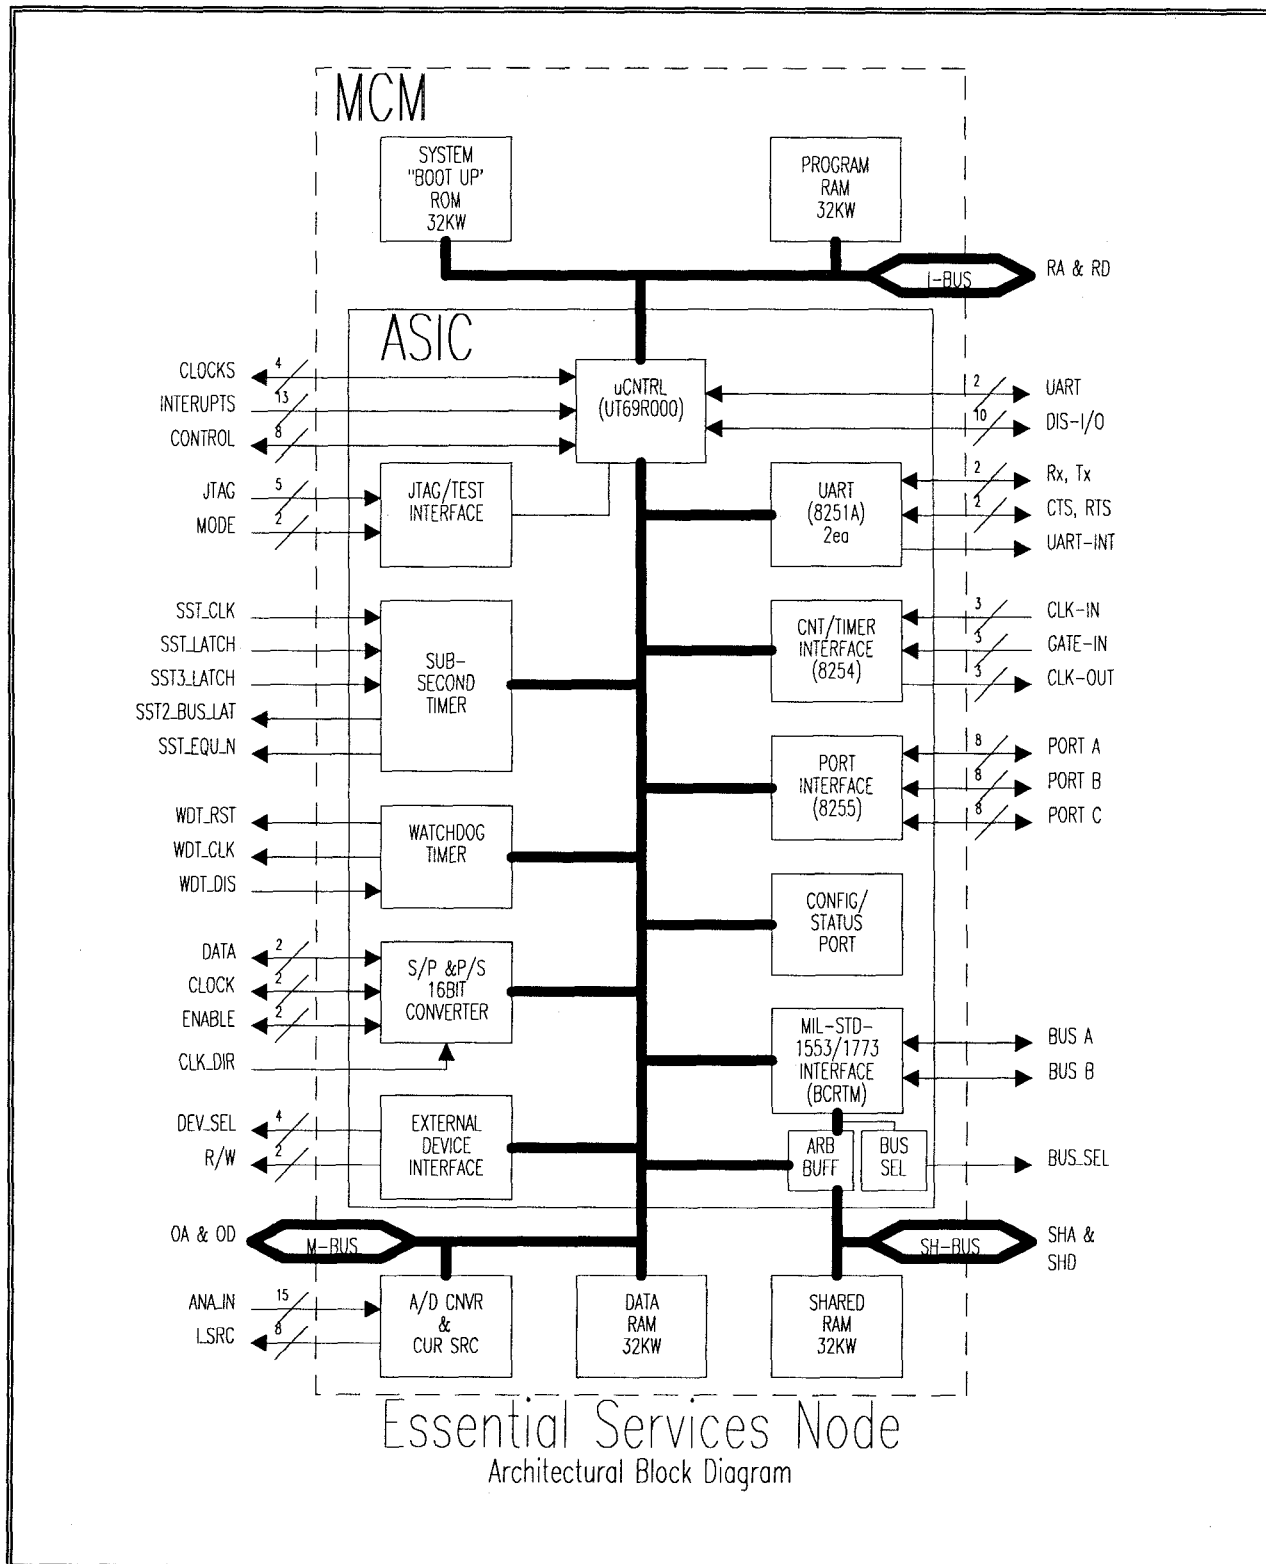 MCM
SYSTEM
"BOOT UP'
ROM
32KW
PROGRAM
RAM
32KW
I-BUS
RA & RD
ASIC
uCNTRL
(UT69R000)
CLOCKS
4
INTERUPTS
13
CONTROL
8
2
UART
10
DIS-I/O
JTAG
5
MODE
2
JTAG/TEST
INTERFACE
UART
(8251A)
2ea
2
Rx, Tx
2
CTS, RTS
UART-INT
SST_CLK
SST_LATCH
SST3_LATCH
SST2_BUS_LAT
SST_EQU_N
SUB-
SECOND
TIMER
CNT/TIMER
INTERFACE
(8254)
3
CLK-IN
3
GATE-IN
3
CLK-OUT
PORT
INTERFACE
(8255)
8
PORT A
8
PORT B
8
PORT C
WDT_RST
WDT_CLK
WDT_DIS
WATCHDOG
TIMER
CONFIG/
STATUS
PORT
DATA
2
CLOCK
2
ENABLE
2
CLK_DIR
S/P &P/S
16BIT
CONVERTER
MIL-STD-
1553/1773
INTERFACE
(BCRTM)
BUS A
BUS B
DEV_SEL
4
R/W
2
EXTERNAL
DEVICE
INTERFACE
ARB
BUFF
BUS
SEL
BUS_SEL
OA & OD
M-BUS
SH-BUS
SHA &
SHD
ANA_IN
15
I_SRC
8
A/D CNVR
&
CUR SRC
DATA
RAM
32KW
SHARED
RAM
32KW
Essential Services Node
Architectural Block Diagram